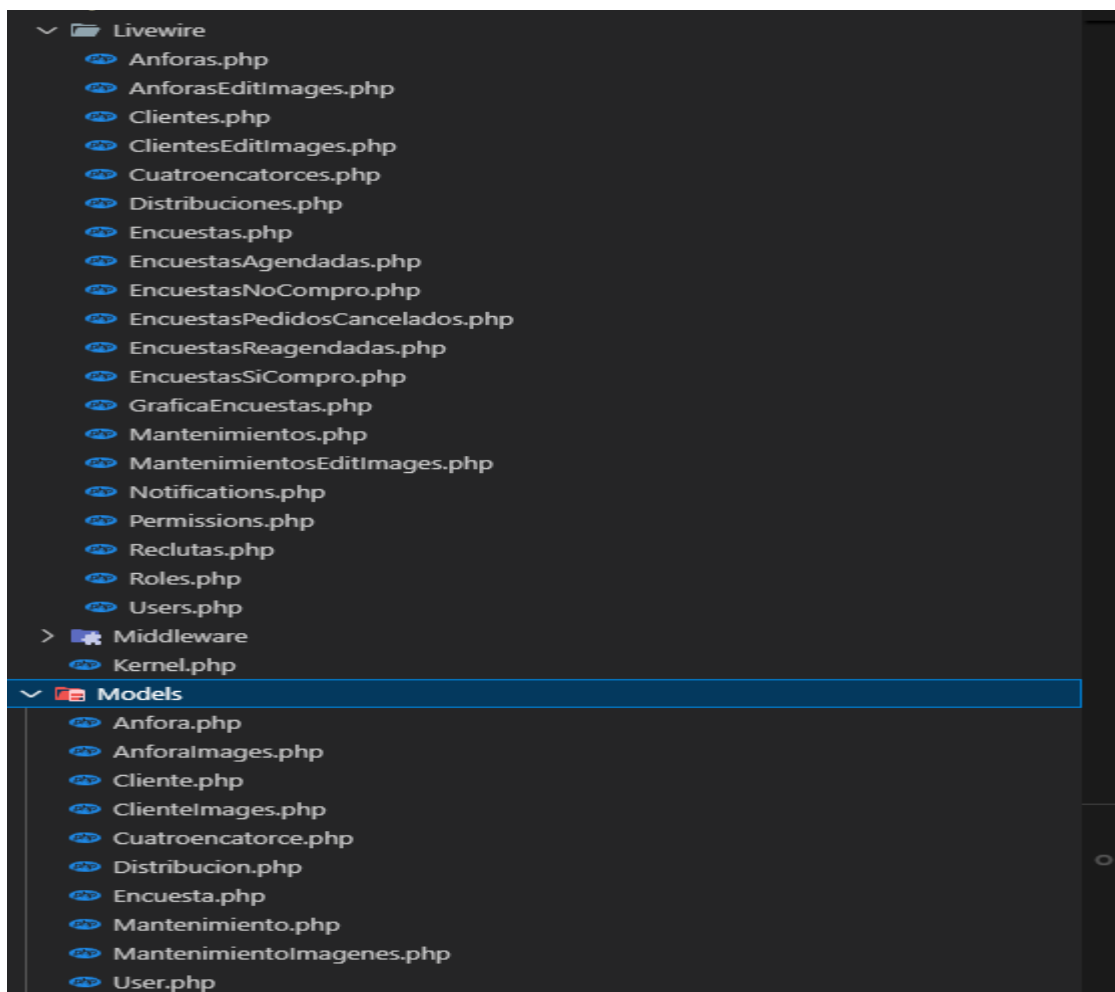 Livewire
Anforas.php
AnforasEditImages.php
Clientes.php
ClientesEditImages.php
Cuatroencatorces.php
Distribuciones.php
Encuestas.php
EncuestasAgendadas.php
EncuestasNoCompro.php
EncuestasPedidosCancelados.php
EncuestasReagendadas.php
EncuestasSiCompro.php
GraficaEncuestas.php
Mantenimientos.php
MantenimientosEditImages.php
Notifications.php
Permissions.php
Reclutas.php
Roles.php
Users.php
Middleware
Kernel.php
Models
Anfora.php
AnforaImages.php
Cliente.php
ClienteImages.php
Cuatroencatorce.php
Distribucion.php
Encuesta.php
Mantenimiento.php
MantenimientoImagenes.php
User.php